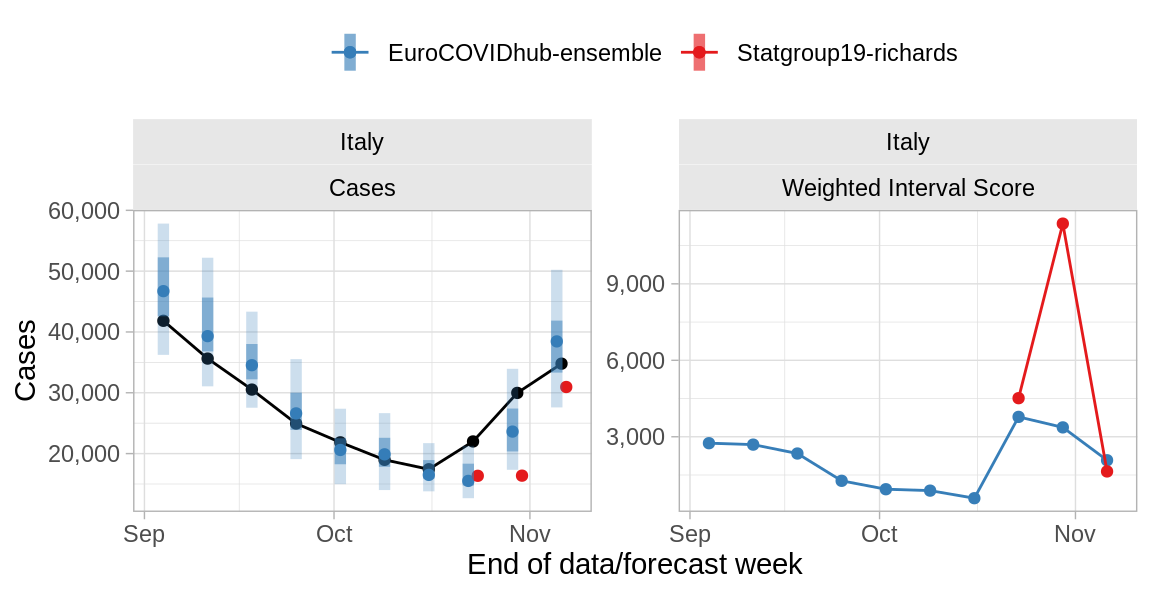 EuroCOVIDhub-ensemble Statgroup19-richards
Italy
Cases
60,000
50,000
40,000
30,000
20,000
Cases
Sep Oct Nov
Italy
Weighted Interval Score
9,000
6,000
3,000
Sep Oct Nov
End of data/forecast week